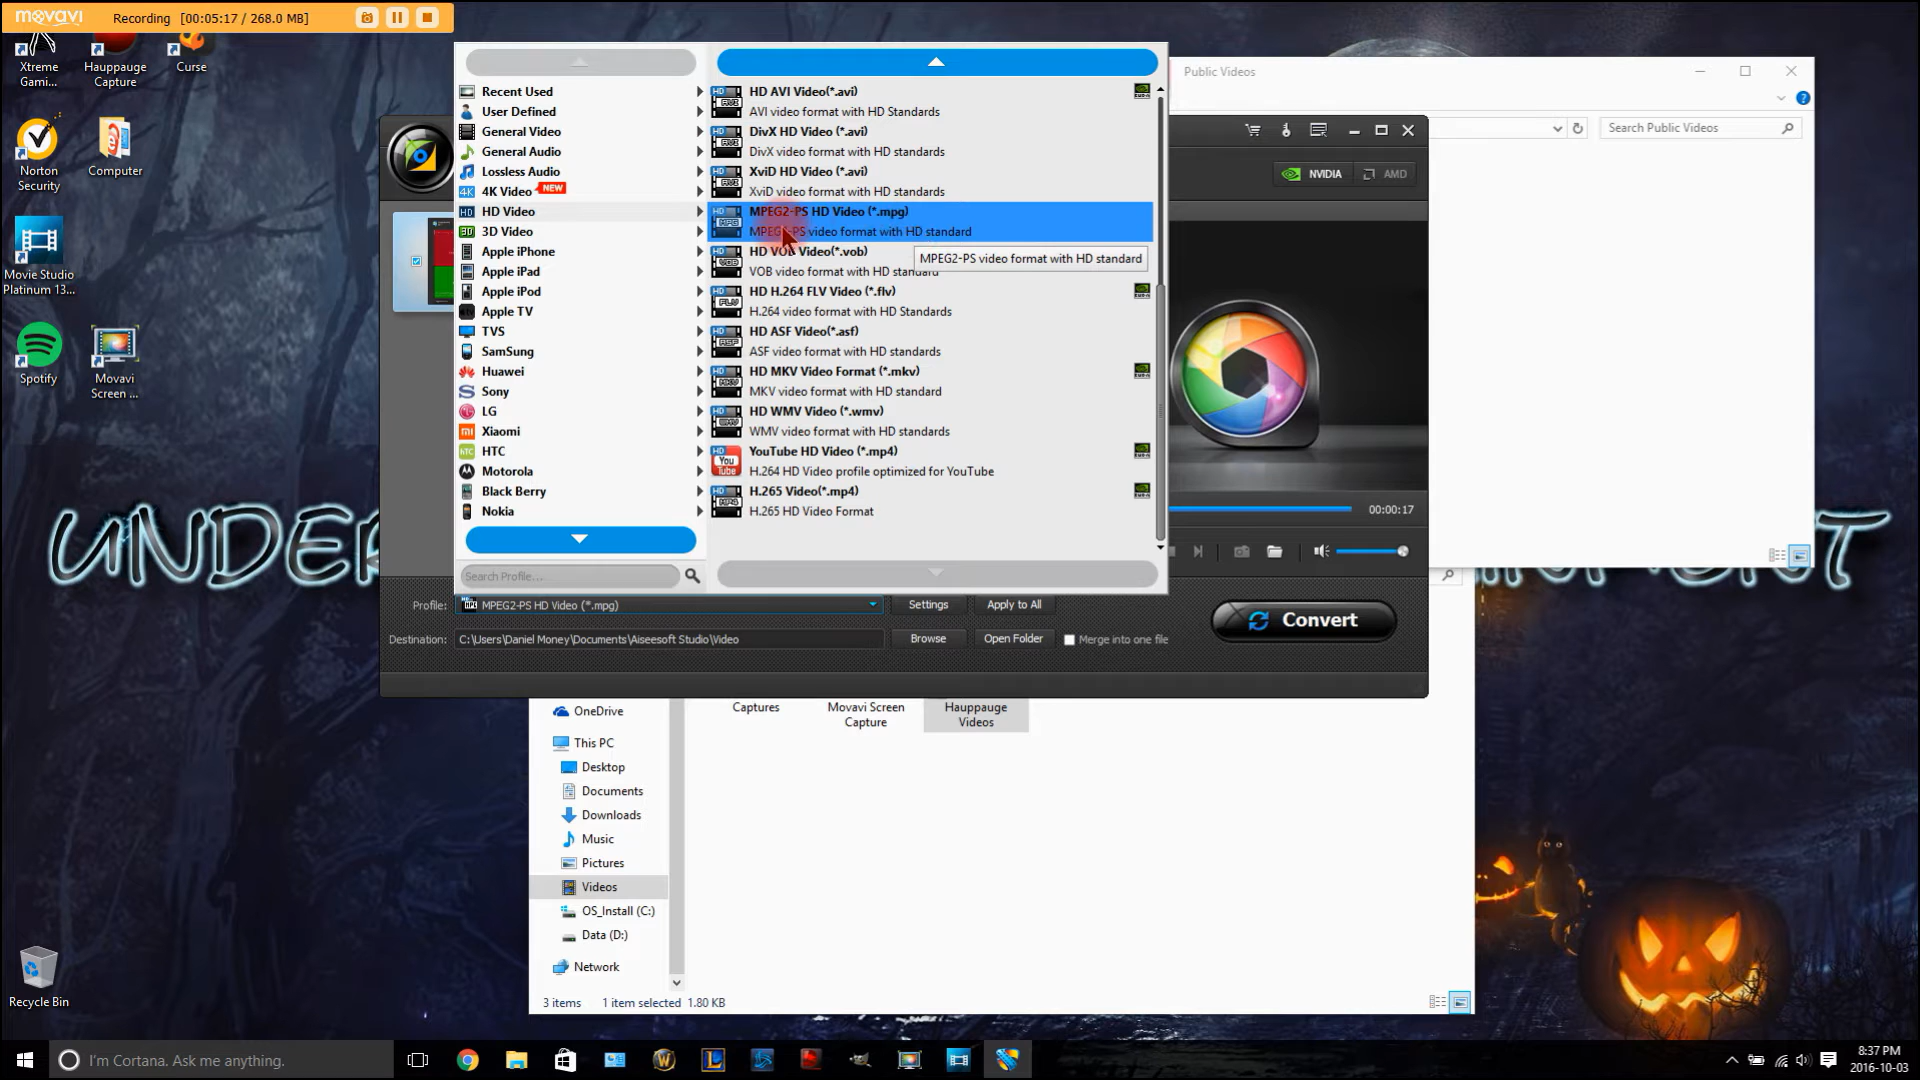 movavi
Recording [00:05:17 / 268.0 MB]
Xtreme
Gami...
Hauppauge
Capture
Curse
Norton
Security
Computer
Movie Studio
Platinum 13...
Spotify
Movavi
Screen ...
Recycle Bin
Recent Used
User Defined
General Video
General Audio
Lossless Audio
4K Video NEW
HD Video
3D Video
Apple iPhone
Apple iPad
Apple iPod
Apple TV
TVS
SamSung
Huawei
Sony
LG
Xiaomi
HTC
Motorola
Black Berry
Nokia
Search Profile...
HD AVI Video(*.avi)
AVI video format with HD Standards
DivX HD Video (*.avi)
DivX video format with HD standards
XviD HD Video (*.avi)
XviD video format with HD standards
MPEG2-PS HD Video (*.mpg)
MPEG2-PS video format with HD standard
HD VOB Video(*.vob)
VOB video format with HD standard
MPEG2-PS video format with HD standard
HD H.264 FLV Video (*.flv)
H.264 video format with HD Standards
HD ASF Video(*.asf)
ASF video format with HD standards
HD MKV Video Format (*.mkv)
MKV video format with HD standard
HD WMV Video (*.wmv)
WMV video format with HD standards
YouTube HD Video (*.mp4)
H.264 HD Video profile optimized for YouTube
H.265 Video(*.mp4)
H.265 HD Video Format
Public Videos
Search Public Videos
NVIDIA
AMD
00:00:17
Profile: MPEG2-PS HD Video (*.mpg) Settings Apply to All
Destination: C:\Users\Daniel Money\Documents\Aiseesoft Studio\Video Browse Open Folder Merge into one file
Convert
UNDER
OneDrive
This PC
Desktop
Documents
Downloads
Music
Pictures
Videos
OS_Install (C:)
Data (D:)
Network
Captures
Movavi Screen
Capture
Hauppauge
Videos
3 items 1 item selected 1.80 KB
I'm Cortana. Ask me anything.
8:37 PM
2016-10-03